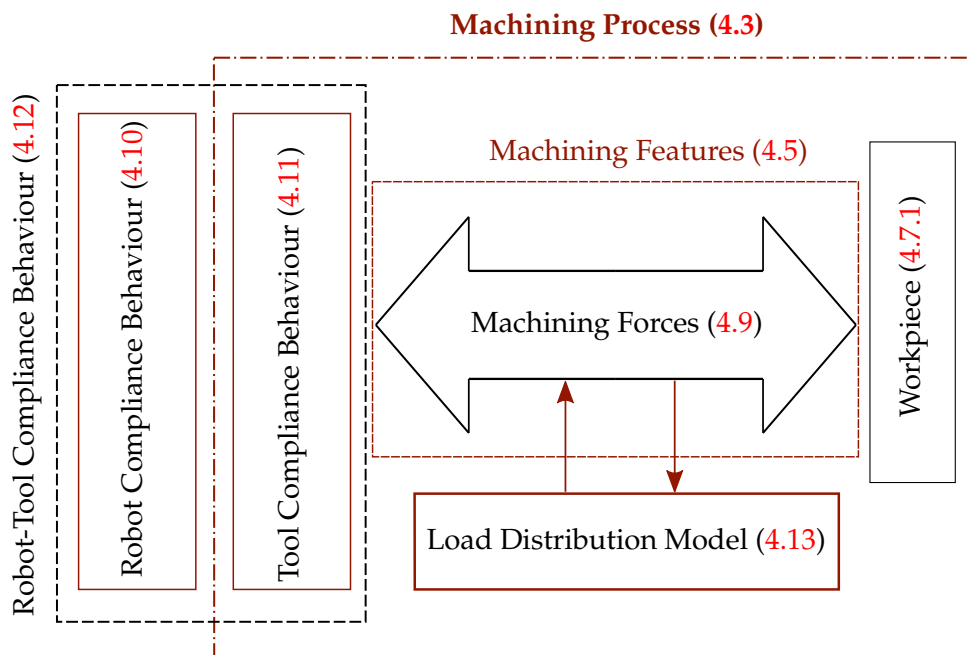 Machining Process (4.3)
Robot-Tool Compliance Behaviour (4.12)
Robot Compliance Behaviour (4.10)
Tool Compliance Behaviour (4.11)
Machining Features (4.5)
Machining Forces (4.9)
Workpiece (4.7.1)
Load Distribution Model (4.13)